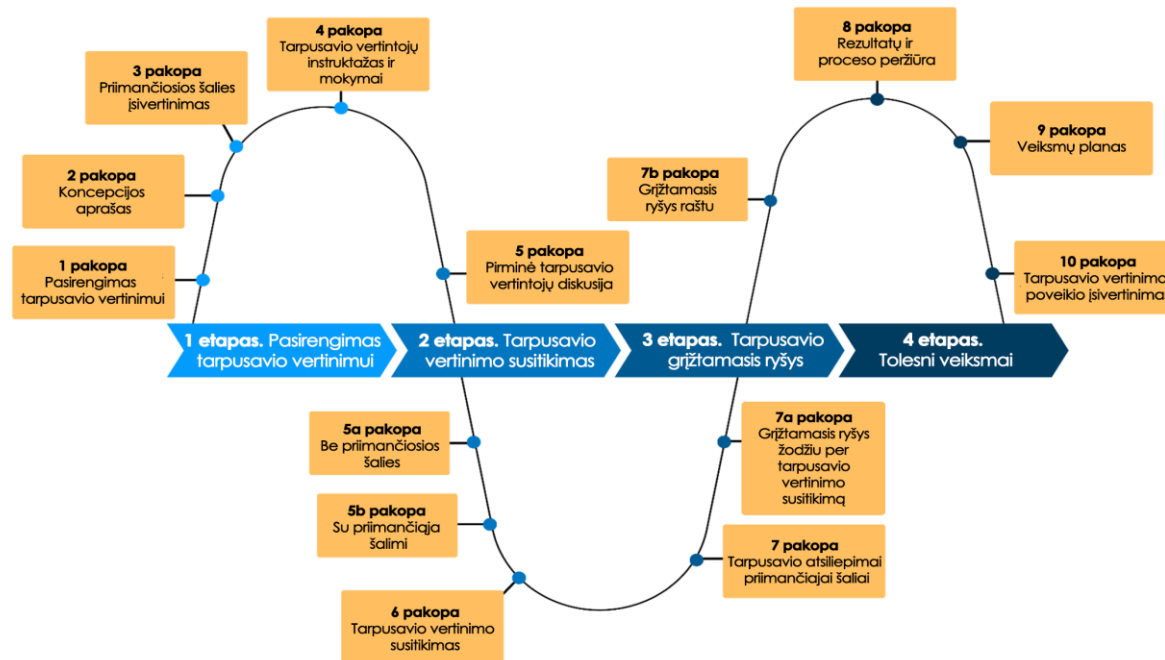 4 pakopa
Tarpusavio vertintojų
instruktažas ir
mokymai
3 pakopa
Priimančiosios šalies
įsivertinimas
2 pakopa
Koncepcijos
aprašas
1 pakopa
Pasirengimas
tarpusavio vertinimui
5 pakopa
Pirminė tarpusavio
vertintojų diskusija
8 pakopa
Rezultatų ir
proceso peržiūra
9 pakopa
Veiksmų planas
7b pakopa
Grįžtamasis
ryšys raštu
10 pakopa
Tarpusavio vertinimo
poveikio įsivertinimas
1 etapas. Pasirengimas
tarpusavio vertinimui
2 etapas. Tarpusavio
vertinimo susitikimas
3 etapas. Tarpusavio
grįžtamasis ryšys
4 etapas.
Tolesni veiksmai
5a pakopa
Be priimančiosios
šalies
5b pakopa
Su priimančiąja
šalimi
6 pakopa
Tarpusavio vertinimo
susitikimas
7a pakopa
Grįžtamasis ryšys
žodžiu per
tarpusavio
vertinimo
susitikimą
7 pakopa
Tarpusavio atsiliepimai
priimančiajai šaliai